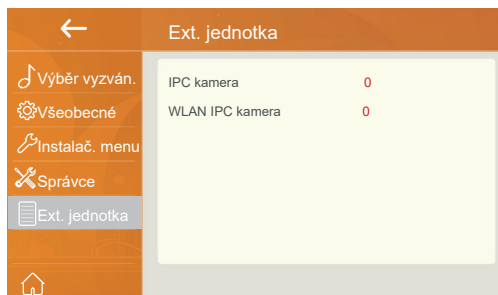 Ext. jednotka
Výběr vyzván.
Všeobecné
Instalač. menu
Správce
Ext. jednotka
IPC kamera 0
WLAN IPC kamera 0